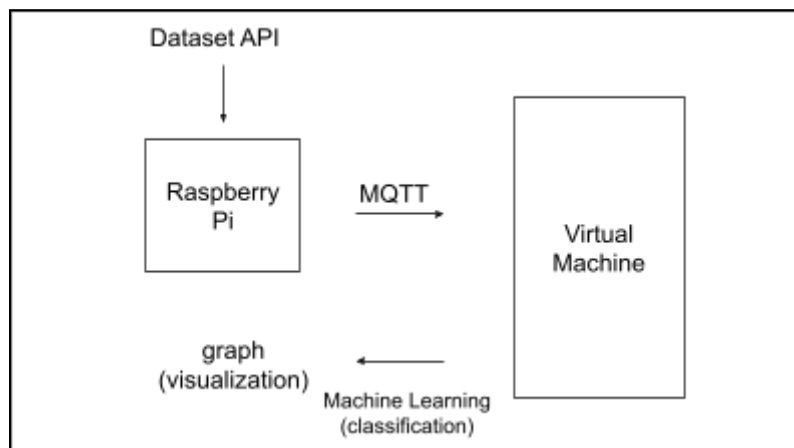 Dataset API
Raspberry
Pi
MQTT
Virtual
Machine
graph
(visualization)
Machine Learning
(classification)